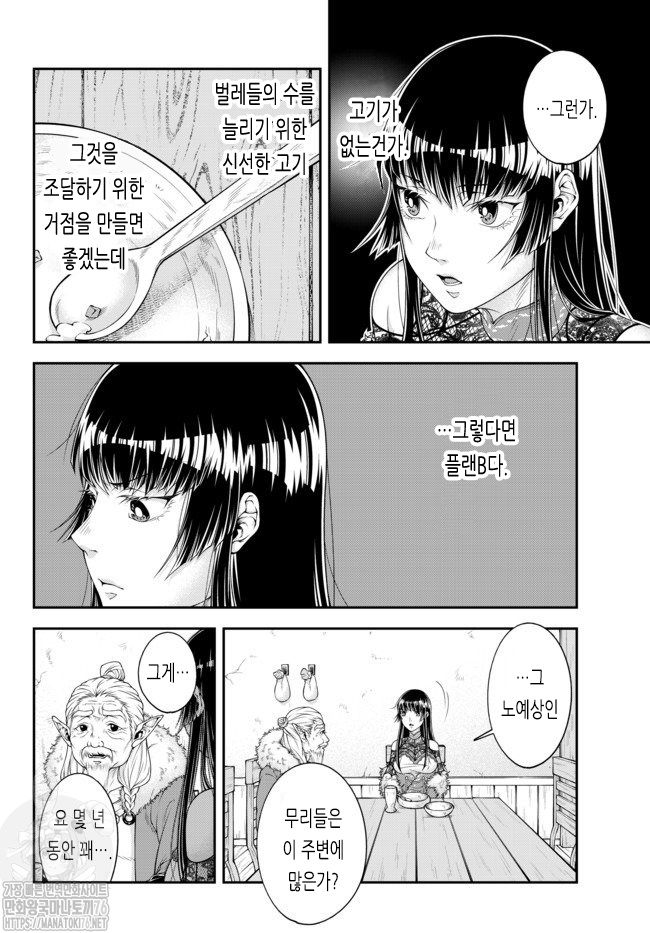 …그런가.
고기가
없는건가.
벌레들의 수를
늘리기 위한
신선한 고기
그것을
조달하기 위한
거점을 만들면
좋겠는데
…그렇다면
플랜B다.
…그
노예상인
무리들은
이 주변에
많은가?
그게…
요 몇 년
동안 꽤….
가장 빠른 번역만화사이트
만화왕국마나토끼76
HTTPS://MANATOKI76.NET